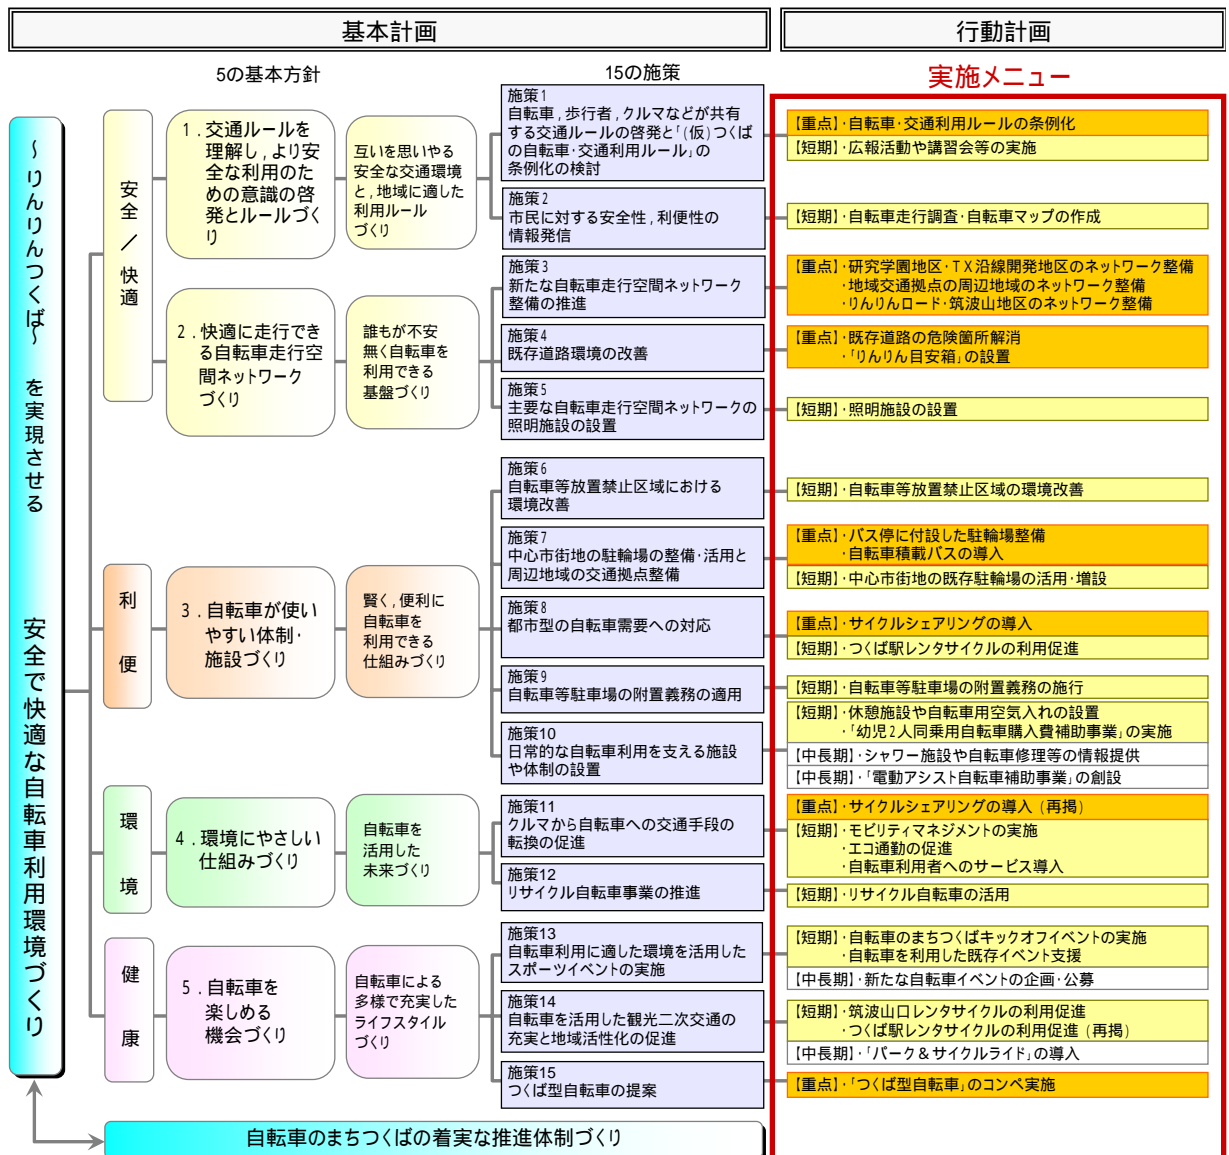 基本計画
行動計画
5の基本方針
15の施策
実施メニュー
~りんりんつくば~ を実現させる
安全で快適な自転車利用環境づくり
安全/快適
1.交通ルールを
理解し,より安
全な利用のた
めの意識の啓
発とルールづく
り
互いを思いやる
安全な交通環境
と,地域に適した
利用ルール
づくり
施策1
自転車,歩行者,クルマなどが共有
する交通ルールの啓発と「(仮)つくば
の自転車・交通利用ルール」の
条例化の検討
【重点】・自転車・交通利用ルールの条例化
【短期】・広報活動や講習会等の実施
施策2
市民に対する安全性,利便性の
情報発信
【短期】・自転車走行調査・自転車マップの作成
2.快適に走行でき
る自転車走行空
間ネットワーク
づくり
誰もが不安
無く自転車を
利用できる
基盤づくり
施策3
新たな自転車走行空間ネットワーク
整備の推進
【重点】・研究学園地区・TX沿線開発地区のネットワーク整備
・地域交通拠点の周辺地域のネットワーク整備
・りんりんロード・筑波山地区のネットワーク整備
施策4
既存道路環境の改善
【重点】・既存道路の危険箇所解消
・「りんりん目安箱」の設置
施策5
主要な自転車走行空間ネットワークの
照明施設の設置
【短期】・照明施設の設置
利便
3.自転車が使い
やすい体制・
施設づくり
賢く,便利に
自転車を
利用できる
仕組みづくり
施策6
自転車等放置禁止区域における
環境改善
【短期】・自転車等放置禁止区域の環境改善
施策7
中心市街地の駐輪場の整備・活用と
周辺地域の交通拠点整備
【重点】・バス停に付設した駐輪場整備
・自転車積載バスの導入
【短期】・中心市街地の既存駐輪場の活用・増設
施策8
都市型の自転車需要への対応
【重点】・サイクルシェアリングの導入
【短期】・つくば駅レンタサイクルの利用促進
施策9
自転車等駐車場の附置義務の適用
【短期】・自転車等駐車場の附置義務の施行
施策10
日常的な自転車利用を支える施設
や体制の設置
【短期】・休憩施設や自転車用空気入れの設置
・「幼児2人同乗用自転車購入費補助事業」の実施
【中長期】・シャワー施設や自転車修理等の情報提供
【中長期】・「電動アシスト自転車補助事業」の創設
環境
4.環境にやさしい
仕組みづくり
自転車を
活用した
未来づくり
施策11
クルマから自転車への交通手段の
転換の促進
【重点】・サイクルシェアリングの導入(再掲)
【短期】・モビリティマネジメントの実施
・エコ通勤の促進
・自転車利用者へのサービス導入
施策12
リサイクル自転車事業の推進
【短期】・リサイクル自転車の活用
健康
5.自転車を
楽しめる
機会づくり
自転車による
多様で充実した
ライフスタイル
づくり
施策13
自転車利用に適した環境を活用した
スポーツイベントの実施
【短期】・自転車のまちつくばキックオフイベントの実施
・自転車を利用した既存イベント支援
【中長期】・新たな自転車イベントの企画・公募
施策14
自転車を活用した観光二次交通の
充実と地域活性化の促進
【短期】・筑波山口レンタサイクルの利用促進
・つくば駅レンタサイクルの利用促進(再掲)
【中長期】・「パーク&サイクルライド」の導入
施策15
つくば型自転車の提案
【重点】・「つくば型自転車」のコンペ実施
自転車のまちつくばの着実な推進体制づくり